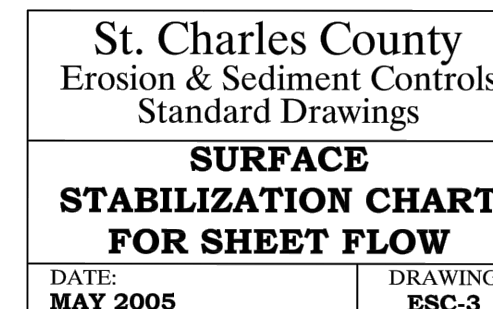 St. Charles County
Erosion & Sediment Controls
Standard Drawings
SURFACE
STABILIZATION CHART
FOR SHEET FLOW
DATE:
MAY 2005
DRAWING
ESC-3